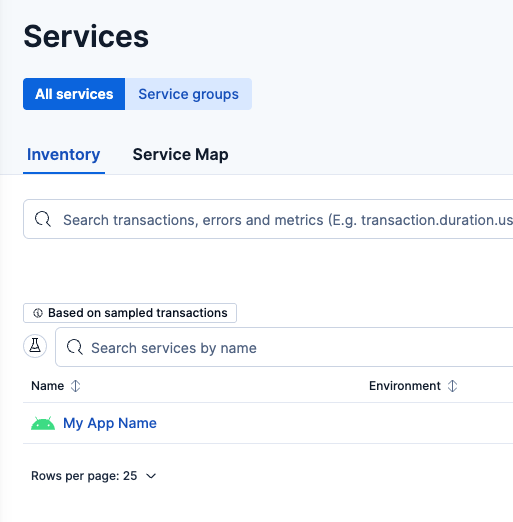 Services
All services
Service groups
Inventory
Service Map
Search transactions, errors and metrics (E.g. transaction.duration.us
Based on sampled transactions
Search services by name
Name
Environment
My App Name
Rows per page: 25